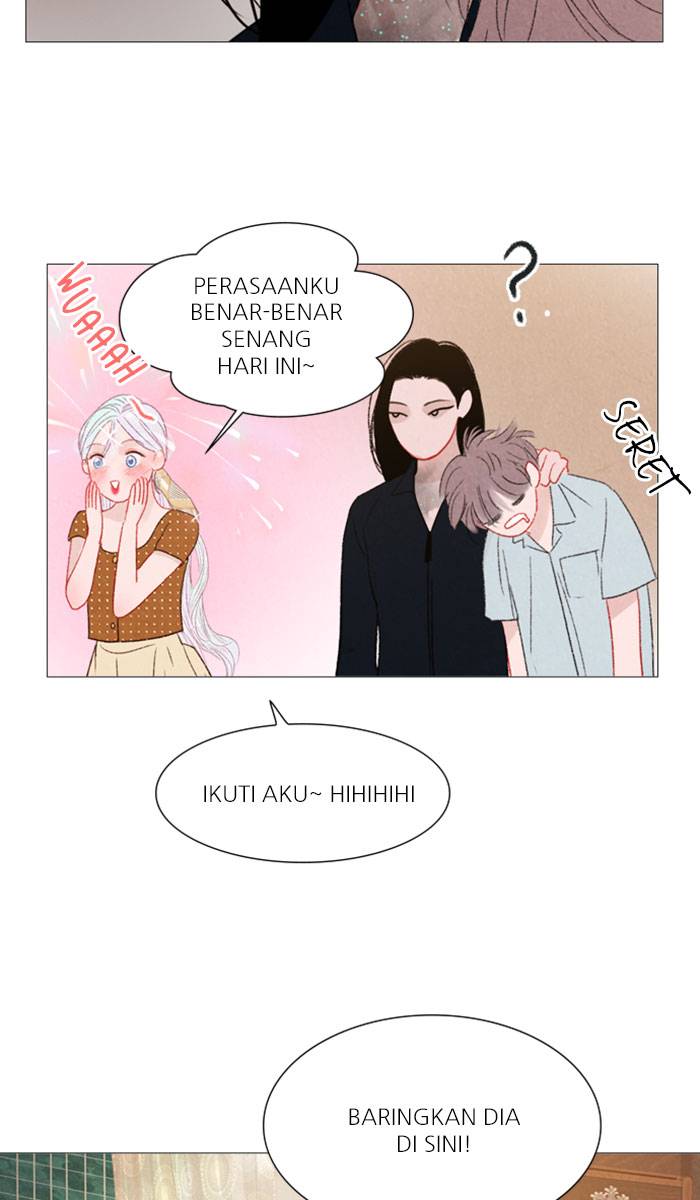 WUAAAH
PERASAANKU
BENAR-BENAR
SENANG
HARI INI~
?
SERET
IKUTI AKU~ HIHIHIHI
BARINGKAN DIA
DI SINI!